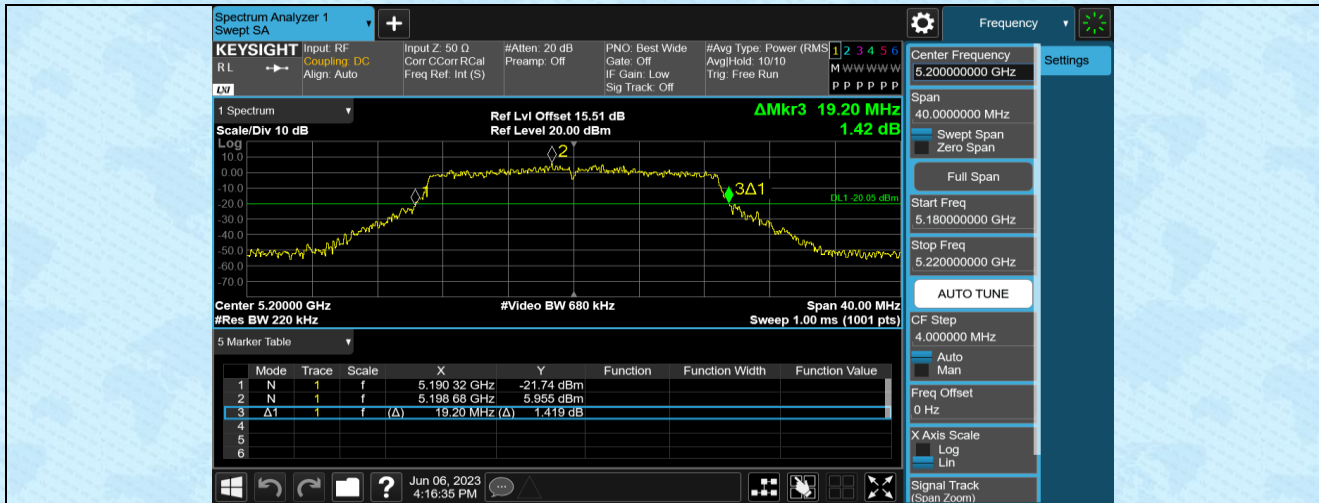 Spectrum Analyzer 1
Swept SA
+
Frequency
KEYSIGHT
R L
LXI
Input: RF
Coupling: DC
Align: Auto
Input Z: 50 Ω
Corr CCorr RCal
Freq Ref: Int (S)
#Atten: 20 dB
Preamp: Off
PNO: Best Wide
Gate: Off
IF Gain: Low
Sig Track: Off
#Avg Type: Power (RMS
Avg|Hold: 10/10
Trig: Free Run
1 2 3 4 5 6
M W W W W W
P P P P P P
1 Spectrum
Scale/Div 10 dB
Ref Lvl Offset 15.51 dB
Ref Level 20.00 dBm
ΔMkr3 19.20 MHz
1.42 dB
Log
10.0
0.00
-10.0
-20.0
-30.0
-40.0
-50.0
-60.0
-70.0
1
2
3Δ1
DL1 -20.05 dBm
Center 5.20000 GHz
#Video BW 680 kHz
Span 40.00 MHz
#Res BW 220 kHz
Sweep 1.00 ms (1001 pts)
5 Marker Table
Mode Trace Scale X Y Function Function Width Function Value
1 N 1 f 5.190 32 GHz -21.74 dBm
2 N 1 f 5.198 68 GHz 5.955 dBm
3 Δ1 1 f (Δ) 19.20 MHz (Δ) 1.419 dB
4
5
6
?
Jun 06, 2023
4:16:35 PM
Center Frequency
5.200000000 GHz
Span
40.0000000 MHz
Swept Span
Zero Span
Full Span
Start Freq
5.180000000 GHz
Stop Freq
5.220000000 GHz
AUTO TUNE
CF Step
4.000000 MHz
Auto
Man
Freq Offset
0 Hz
X Axis Scale
Log
Lin
Signal Track
(Span Zoom)
Settings